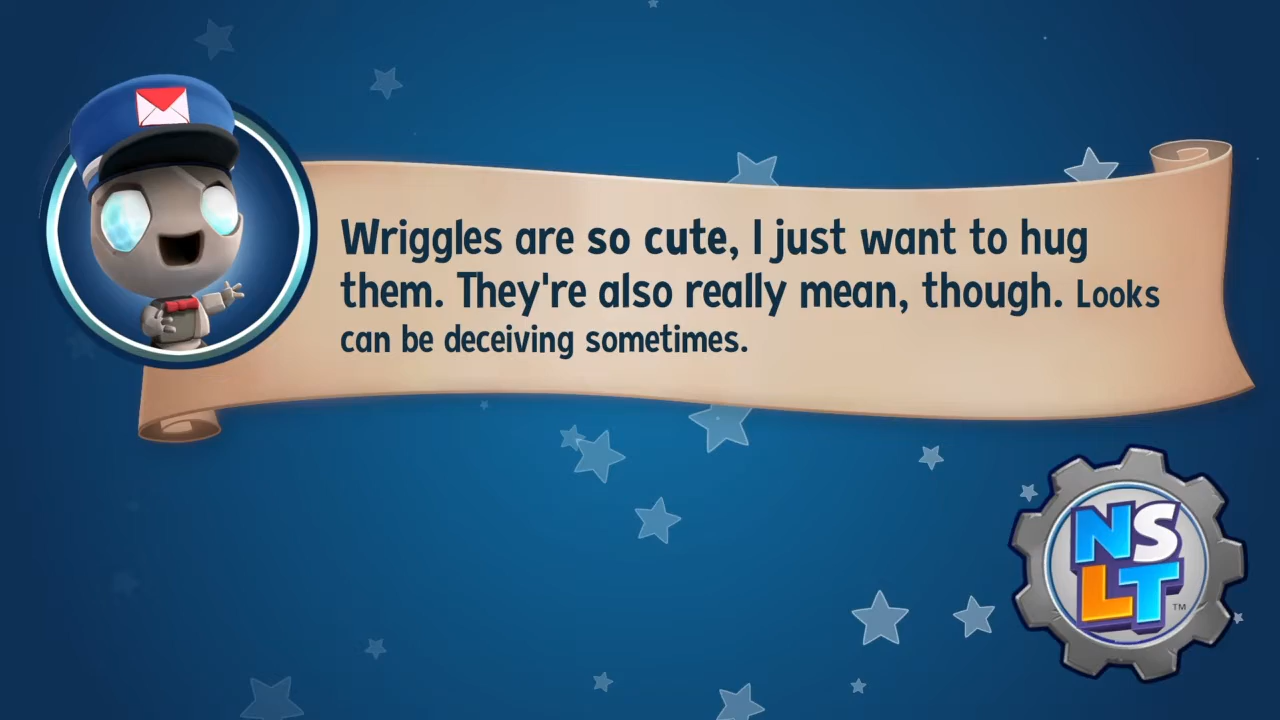 Wriggles are so cute, I just want to hug
them. They're also really mean, though. Looks
can be deceiving sometimes.
NS
LT
TM